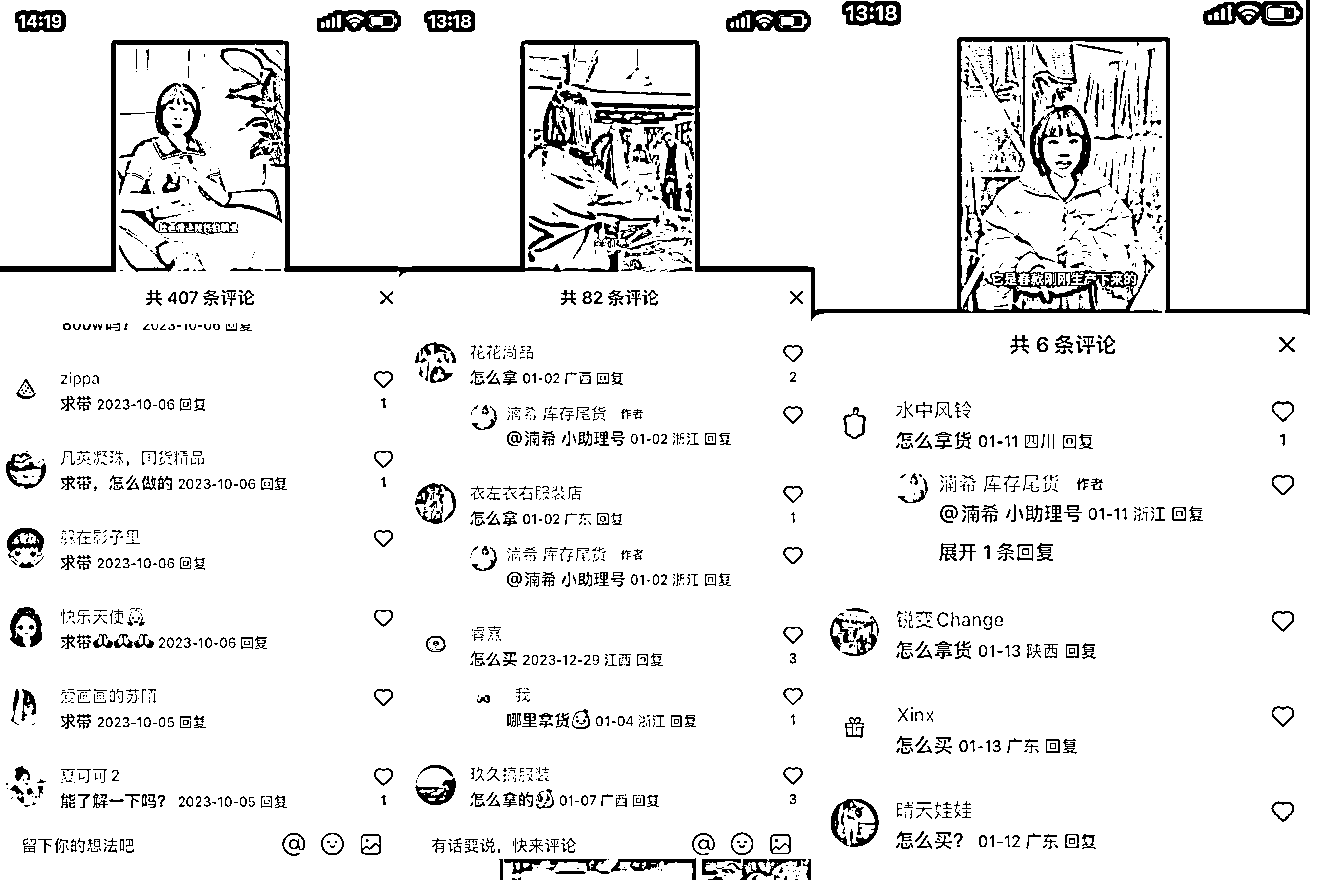 14:19
共 407 条评论
800w吗? 2023-10-06 回复
zippa
求带 2023-10-06 回复
1
凡英凝珠，国货精品
求带，怎么做的 2023-10-06 回复
1
躲在影子里
求带 2023-10-06 回复
快乐天使
求带🙏🙏🙏 2023-10-06 回复
爱画画的苏陌
求带 2023-10-05 回复
夏可可2
能了解一下吗? 2023-10-05 回复
1
留下你的想法吧
13:18
共 82 条评论
花花尚品
怎么拿 01-02 广西 回复
2
滴希 库存尾货 作者
@滴希 小助理号 01-02 浙江 回复
衣左衣右服装店
怎么拿 01-02 广东 回复
1
滴希 库存尾货 作者
@滴希 小助理号 01-02 浙江 回复
怎么买 2023-12-29 江西 回复
3
我
哪里拿货 01-04 浙江 回复
1
玖久搞服装
怎么拿的 01-07 广西 回复
3
有话要说，快来评论
13:18
它是春秋刚刚生产下来的
共 6 条评论
水中风铃
怎么拿货 01-11 四川 回复
1
滴希 库存尾货 作者
@滴希 小助理号 01-11 浙江 回复
展开 1 条回复
锐变Change
怎么拿货 01-13 陕西 回复
Xinx
怎么买 01-13 广东 回复
晴天娃娃
怎么买? 01-12 广东 回复